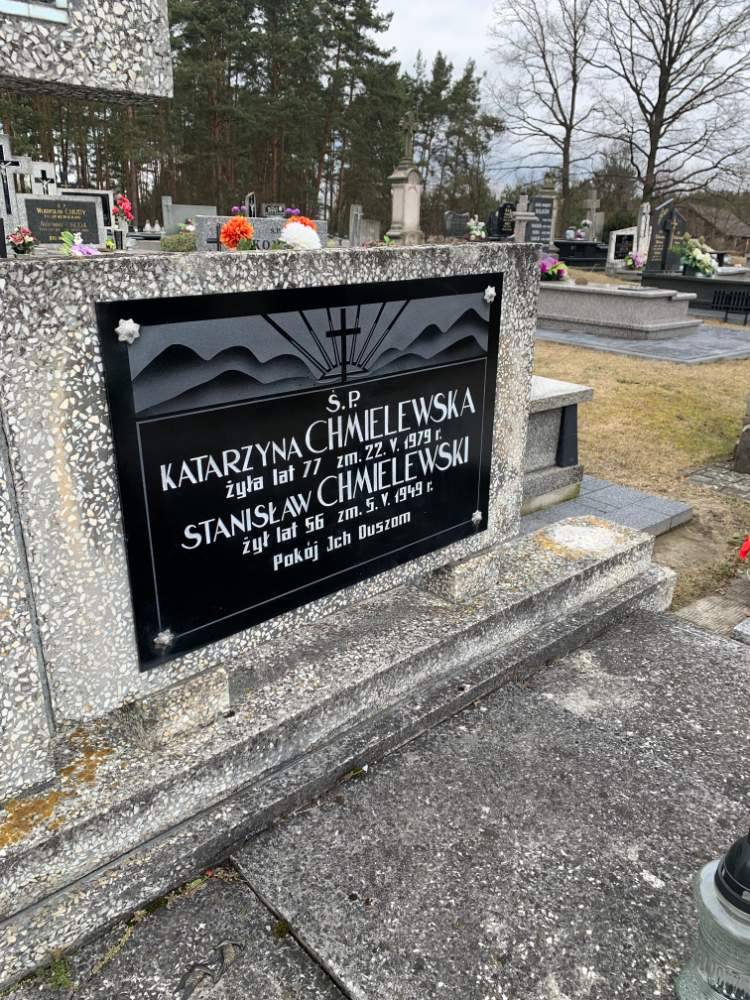 Ś.P.
KATARZYNA CHMIELEWSKA
żyła lat 77 zm. 22. V. 1979 r.
STANISŁAW CHMIELEWSKI
żył lat 56 zm. 5. V. 1949 r.
Pokój Jch Duszom